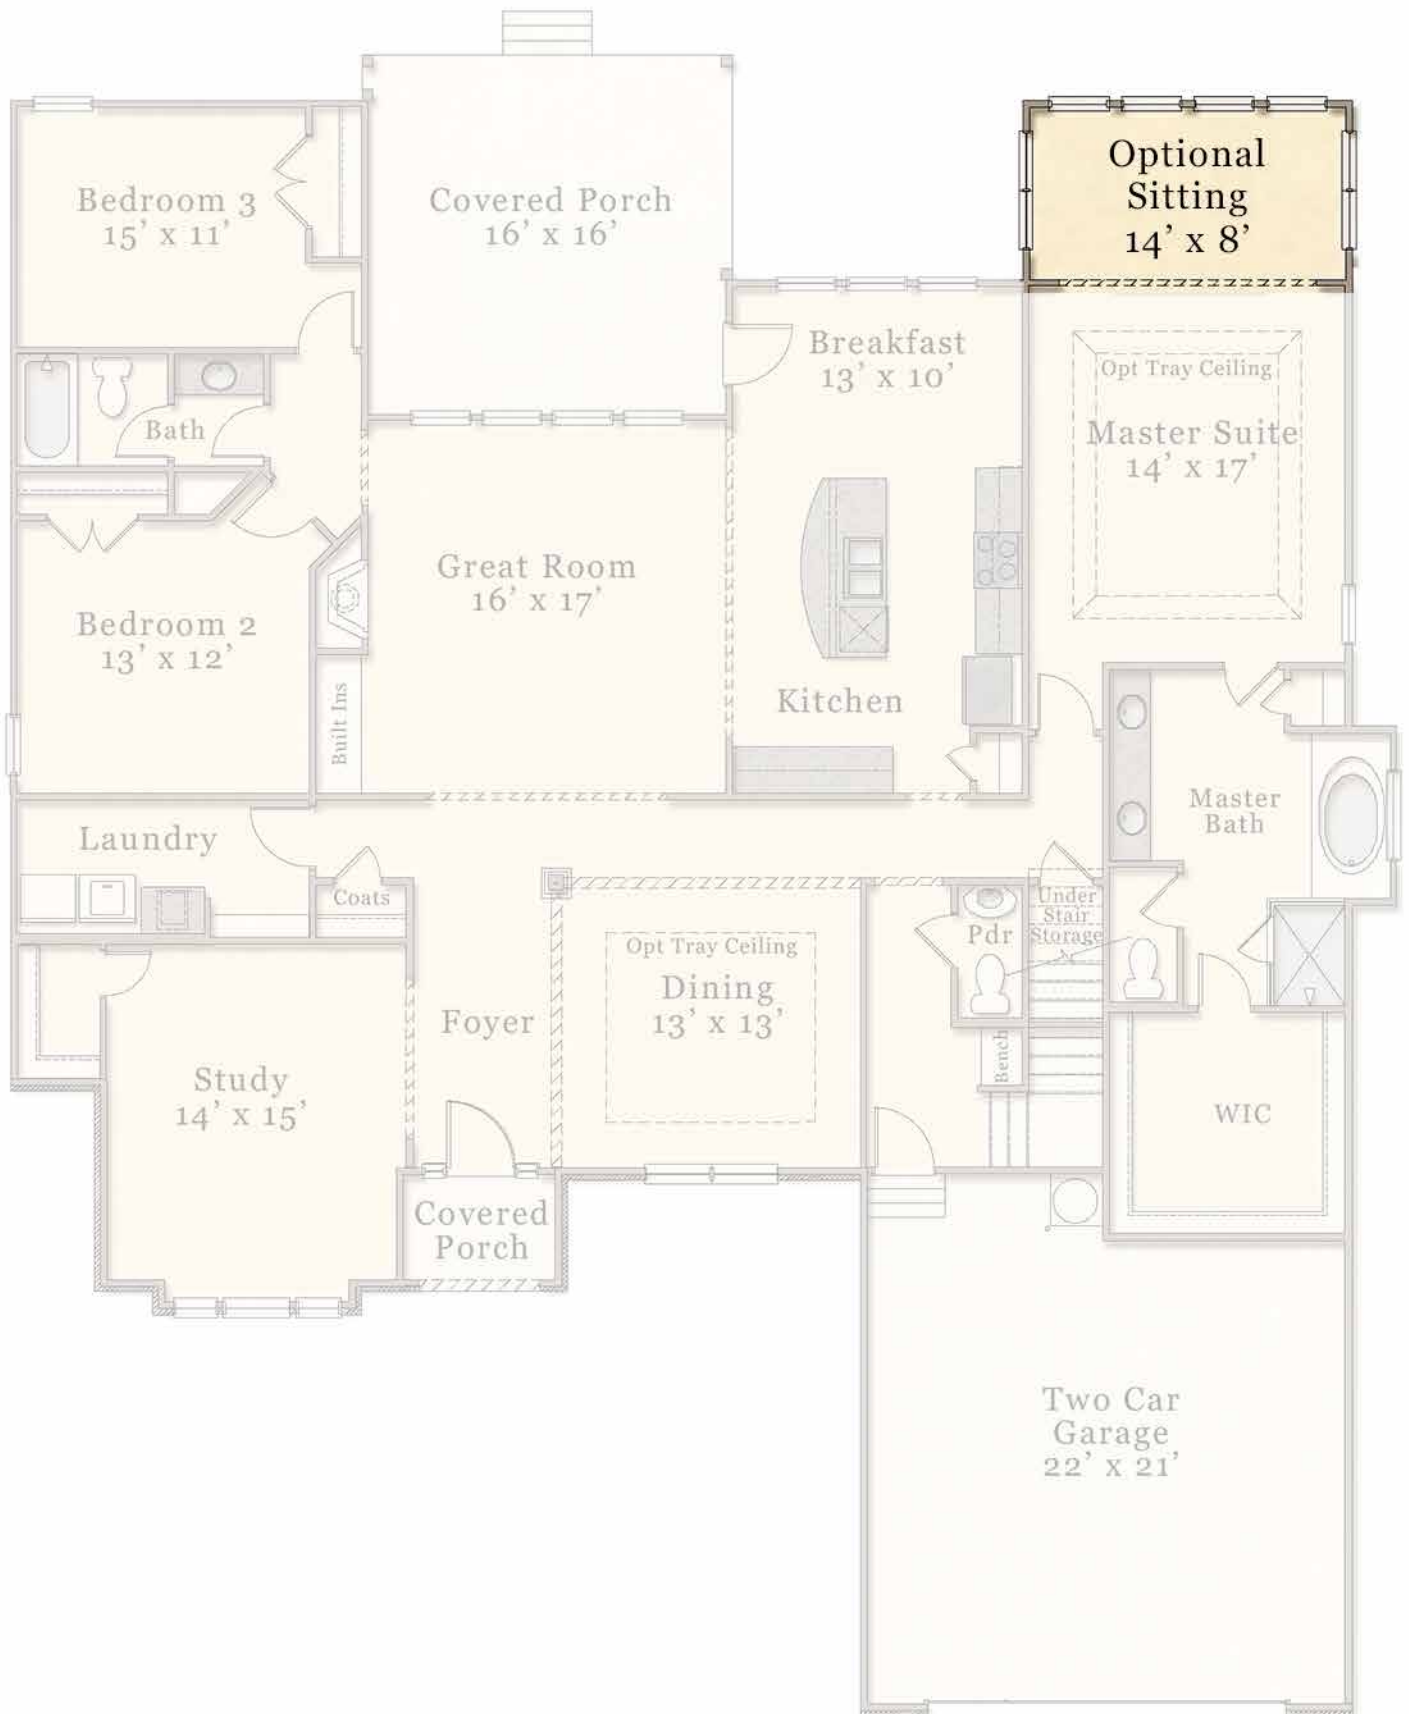 Optional
Sitting
14’ x 8’
Bedroom 3
15’ x 11’
Covered Porch
16’ x 16’
Breakfast
13’ x 10’
Opt Tray Ceiling
Master Suite
14’ x 17’
Bath
Great Room
16’ x 17’
Bedroom 2
13’ x 12’
Built Ins
Kitchen
Master
Bath
Laundry
Coats
Under
Stair
Storage
Pdr
Opt Tray Ceiling
Dining
13’ x 13’
Foyer
Bench
Study
14’ x 15’
WIC
Covered
Porch
Two Car
Garage
22’ x 21’